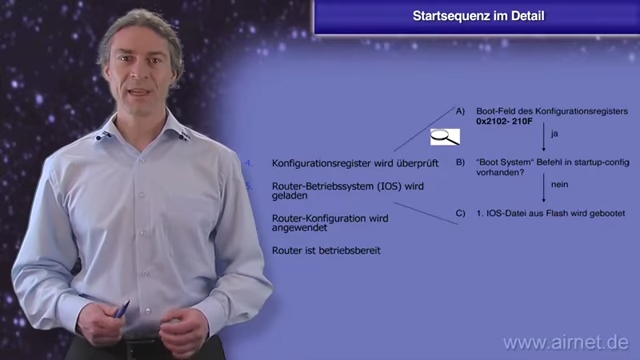 Startsequenz im Detail
A) Boot-Feld des Konfigurationsregisters
0x2102- 210F
ja
4. Konfigurationsregister wird überprüft
B) "Boot System" Befehl in startup-config
vorhanden?
5. Router-Betriebssystem (IOS) wird
geladen
nein
C) 1. IOS-Datei aus Flash wird gebootet
Router-Konfiguration wird
angewendet
Router ist betriebsbereit
www.airnet.de